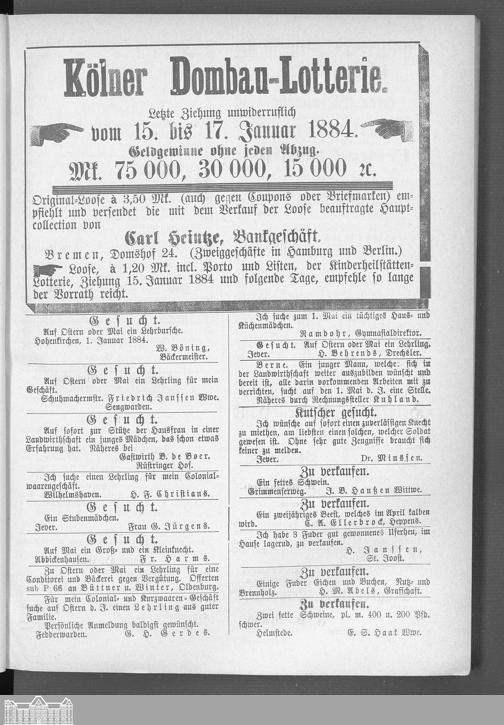 Kölner Dombau-Lotterie.
Letzte Ziehung unwiderruflich
vom 15. bis 17. Januar 1884.
Geldgewinne ohne jeden Abzug.
Mk. 75 000, 30 000, 15 000 ꝛc.
Original-Loose à 3,50 Mk. (auch gegen Coupons oder Briefmarken) em-
pfiehlt und versendet die mit dem Verkauf der Loose beauftragte Haupt-
collection von
Carl Heintze, Bankgeschäft.
Bremen, Domshof 24. (Zweiggeschäfte in Hamburg und Berlin.)
Loose, à 1,20 Mk. incl. Porto und Listen, der Kinderheilstätten-
Lotterie, Ziehung 15. Januar 1884 und folgende Tage, empfehle so lange
der Vorrath reicht.
Gesucht.
Auf Ostern oder Mai ein Lehrbursche.
Hohenkirchen, 1. Januar 1884.
W. Böning,
Bäckermeister.
Gesucht.
Auf Ostern oder Mai ein Lehrling für mein
Geschäft.
Schuhmachermstr. Friedrich Janssen Wwe.
Sengwarden.
Gesucht.
Auf sofort zur Stütze der Hausfrau in einer
Landwirthschaft ein junges Mädchen, das schon etwas
Erfahrung hat. Näheres bei
Gastwirth B. de Boer.
Rüstringer Hof.
Ich suche einen Lehrling für mein Colonial-
waarengeschäft.
Wilhelmshaven. H. F. Christians.
Gesucht.
Ein Stubenmädchen.
Jever. Frau G. Jürgens.
Gesucht.
Auf Mai ein Groß- und ein Kleinknecht.
Abbickenhausen. Fr. Harms.
Zu Ostern oder Mai ein Lehrling für eine
Conditorei und Bäckerei gegen Vergütung. Offerten
sub P 66 an Büttner u. Winter, Oldenburg.
Für mein Colonial- und Kurzwaaren-Geschäft
suche auf Ostern d. J. einen Lehrling aus guter
Familie.
Persönliche Anmeldung baldigst gewünscht.
Fedderwarden. G. H. Gerdes.
Ich suche zum 1. Mai ein tüchtiges Haus- und
Küchenmädchen.
Ramdohr, Gymnasialdirektor.
Gesucht. Auf Ostern oder Mai ein Lehrling.
Jever. H. Behrends, Drechsler.
Berne. Ein junger Mann, welche. sich in
der Landwirthschaft weiter auszubilden wünscht und
bereit ist, alle darin vorkommenden Arbeiten mit zu
verrichten, sucht auf den 1. Mai d. J. eine Stelle.
Näheres durch Rechnungssteller Kuhland.
Kutscher gesucht.
Ich wünsche auf sofort einen zuverlässigen Knecht
zu miethen, am liebsten einen solchen, welcher Soldat
gewesen ist. Ohne sehr gute Zeugnisse braucht sich
keiner zu melden.
Jever. Dr. Minssen.
Zu verkaufen.
Ein fettes Schwein.
Grimmenserweg. J. B. Hanßen Wittwe.
Zu verkaufen.
Ein zweijähriges Beest, welches im April kalben
wird. C. A. Ellerbrock, Heppens.
Ich habe 3 Fuder gut gewonnenes Uferheu, im
Hause lagernd, zu verkaufen.
H. Janssen,
St. Joost.
Zu verkaufen.
Einige Fuder Eichen und Buchen, Nutz- und
Brennholz. H. M. Abels, Grafschaft.
Zu verkaufen.
Zwei fette Schweine, pl. m. 400 u. 200 Pfd.
schwer.
Helmstede. E. S. Haak Wwe.